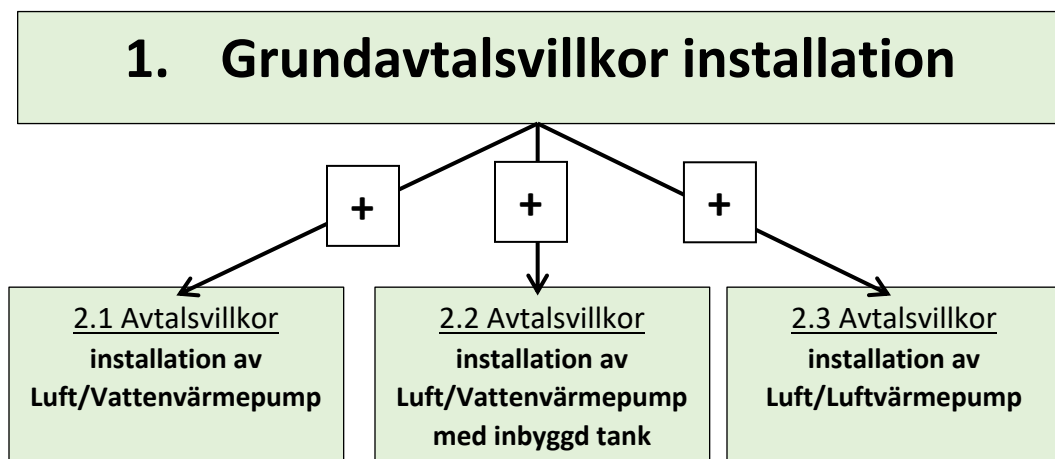 1. Grundavtalsvillkor installation
+
+
+
2.1 Avtalsvillkor
installation av
Luft/Vattenvärmepump
2.2 Avtalsvillkor
installation av
Luft/Vattenvärmepump
med inbyggd tank
2.3 Avtalsvillkor
installation av
Luft/Luftvärmepump